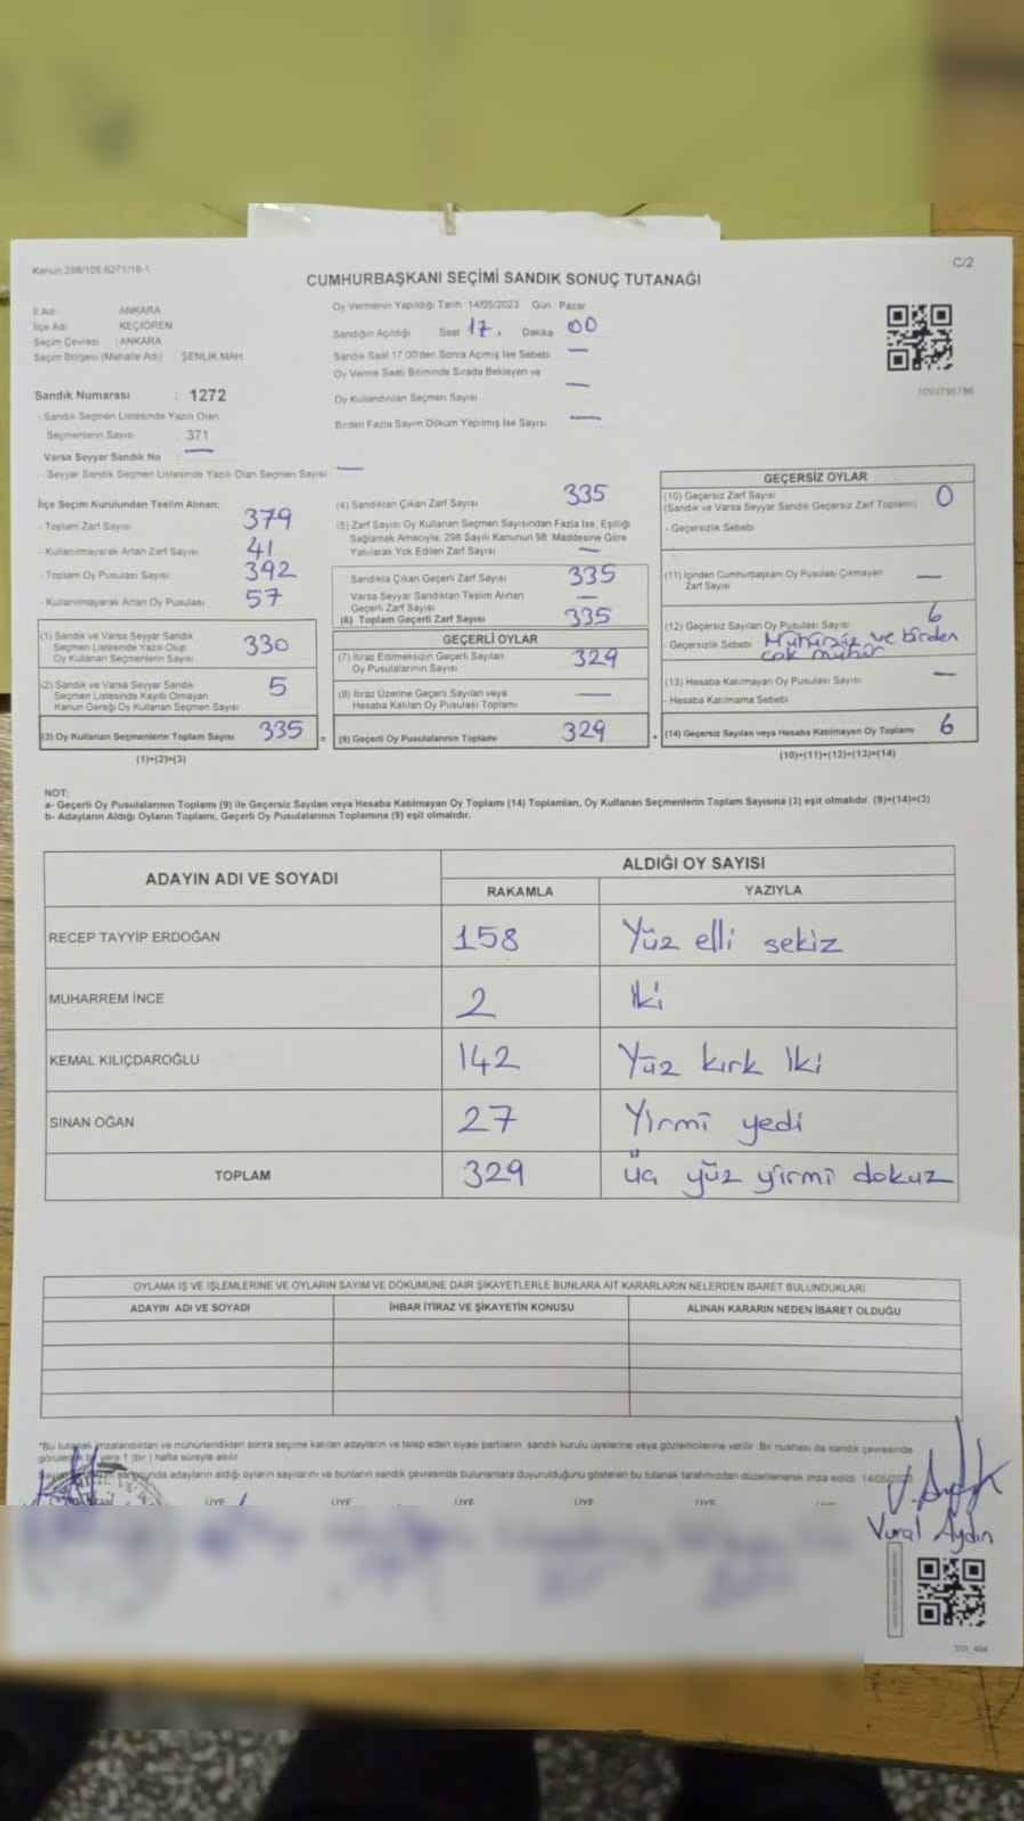 Kanun:298/105,6271/19-1
C/2
CUMHURBAŞKANI SEÇİMİ SANDIK SONUÇ TUTANAĞI
İl Adı ANKARA
İlçe Adı KEÇİÖREN
Seçim Çevresi : ANKARA
Seçim Bölgesi (Mahalle Adı) ŞENLİK MAH
Sandık Numarası : 1272
- Sandık Seçmen Listesinde Yazılı Olan
Seçmenlerin Sayısı 371
Varsa Seyyar Sandık No —
- Seyyar Sandık Seçmen Listesinde Yazılı Olan Seçmen Sayısı —
Oy Vermenin Yapıldığı Tarih 14/05/2023 Gün Pazar
Sandığın Açıldığı Saat 17. Dakika 00
Sandık Saat 17.00'den Sonra Açılmış İse Sebebi —
Oy Verme Saati Bitiminde Sırada Bekleyen ve
Oy Kullandırılan Seçmen Sayısı —
Birden Fazla Sayım Döküm Yapılmış İse Sayısı —
İlçe Seçim Kurulundan Teslim Alınan;
- Toplam Zarf Sayısı 379
- Kullanılmayarak Artan Zarf Sayısı 41
- Toplam Oy Pusulası Sayısı 392
- Kullanılmayarak Artan Oy Pusulası 57
(1) Sandık ve Varsa Seyyar Sandık
Seçmen Listesinde Yazılı Olup
Oy Kullanan Seçmenlerin Sayısı 330
(2) Sandık ve Varsa Seyyar Sandık
Seçmen Listesinde Kayıtlı Olmayan
Kanun Gereği Oy Kullanan Seçmen Sayısı 5
(3) Oy Kullanan Seçmenlerin Toplam Sayısı 335 =
(1)+(2)=(3)
(4) Sandıktan Çıkan Zarf Sayısı 335
(5) Zarf Sayısı Oy Kullanan Seçmen Sayısından Fazla İse, Eşitliği
Sağlamak Amacıyla; 298 Sayılı Kanunun 98. Maddesine Göre
Yakılarak Yok Edilen Zarf Sayısı —
Sandıkta Çıkan Geçerli Zarf Sayısı 335
Varsa Seyyar Sandıktan Teslim Alınan
Geçerli Zarf Sayısı —
(6) Toplam Geçerli Zarf Sayısı 335
GEÇERLİ OYLAR
(7) İtiraz Edilmeksizin Geçerli Sayılan
Oy Pusulalarının Sayısı 329
(8) İtiraz Üzerine Geçerli Sayılan veya
Hesaba Katılan Oy Pusulası Toplamı —
(9) Geçerli Oy Pusulalarının Toplamı 329 +
GEÇERSİZ OYLAR
(10) Geçersiz Zarf Sayısı
(Sandık ve Varsa Seyyar Sandık Geçersiz Zarf Toplamı) 0
- Geçersizlik Sebebi
(11) İçinden Cumhurbaşkanı Oy Pusulası Çıkmayan
Zarf Sayısı —
(12) Geçersiz Sayılan Oy Pusulası Sayısı 6
- Geçersizlik Sebebi Mühürsüz ve birden
çok mühür
(13) Hesaba Katılmayan Oy Pusulası Sayısı —
- Hesaba Katılmama Sebebi
(14) Geçersiz Sayılan veya Hesaba Katılmayan Oy Toplamı 6
(10)+(11)+(12)+(13)=(14)
NOT:
a- Geçerli Oy Pusulalarının Toplamı (9) ile Geçersiz Sayılan veya Hesaba Katılmayan Oy Toplamı (14) Toplamları, Oy Kullanan Seçmenlerin Toplam Sayısına (3) eşit olmalıdır. (9)+(14)=(3)
b- Adayların Aldığı Oyların Toplamı, Geçerli Oy Pusulalarının Toplamına (9) eşit olmalıdır.
ADAYIN ADI VE SOYADI
ALDIĞI OY SAYISI
RAKAMLA YAZIYLA
RECEP TAYYİP ERDOĞAN 158 Yüz elli sekiz
MUHARREM İNCE 2 İki
KEMAL KILIÇDAROĞLU 142 Yüz kırk iki
SİNAN OĞAN 27 Yirmi yedi
TOPLAM 329 üç yüz yirmi dokuz
OYLAMA İŞ VE İŞLEMLERİNE VE OYLARIN SAYIM VE DÖKÜMÜNE DAİR ŞİKAYETLERLE BUNLARA AİT KARARLARIN NELERDEN İBARET BULUNDUKLARI
ADAYIN ADI VE SOYADI İHBAR İTİRAZ VE ŞİKAYETİN KONUSU ALINAN KARARIN NEDEN İBARET OLDUĞU
"Bu tutanak imzalandıktan ve mühürlendikten sonra seçime katılan adayların ve talep eden siyasi partilerin sandık kurulu üyelerine veya gözlemcilerine verilir. Bir nüshası da sandık çevresinde
bir yere 1 (bir) hafta süreyle asılır
adayların aldığı oyların sayılarını ve bunların sandık çevresinde bulunanlara duyurulduğunu gösteren bu tutanak tarafımızdan düzenlenerek imza edildi. 14/05/2023
ÜYE ÜYE ÜYE ÜYE ÜYE
Vural Aydın